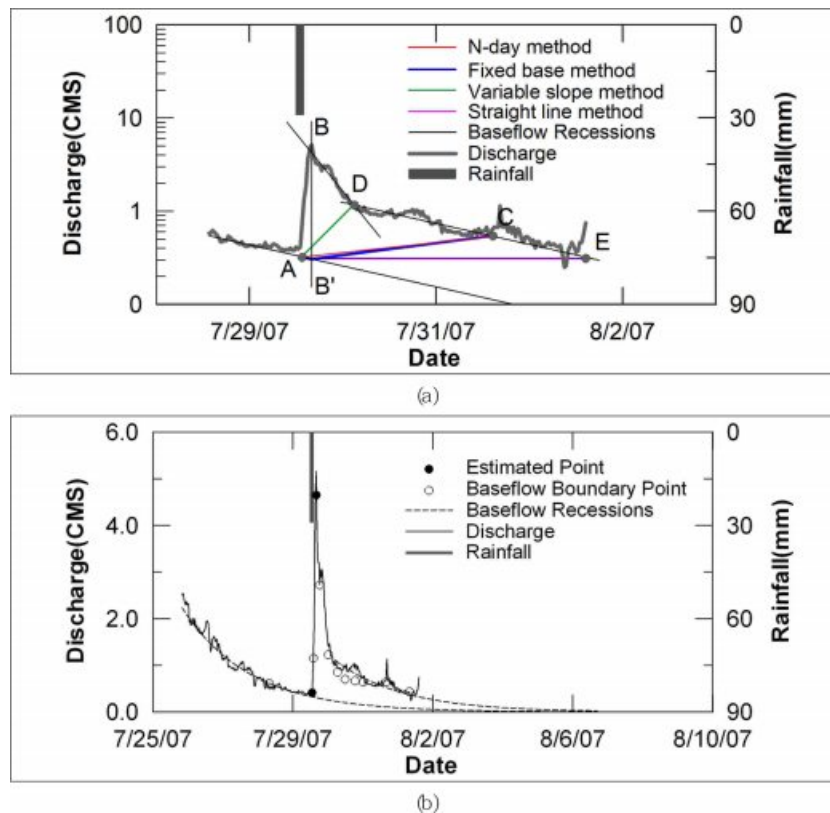 100
10
1
0
Discharge(CMS)
N-day method
Fixed base method
Variable slope method
Straight line method
Baseflow Recessions
Discharge
Rainfall
0
30
60
90
Rainfall(mm)
B
D
C
E
A
B'
7/29/07
7/31/07
8/2/07
Date
(a)
6.0
4.0
2.0
0.0
Discharge(CMS)
Estimated Point
Baseflow Boundary Point
Baseflow Recessions
Discharge
Rainfall
0
30
60
90
Rainfall(mm)
7/25/07
7/29/07
8/2/07
8/6/07
8/10/07
Date
(b)